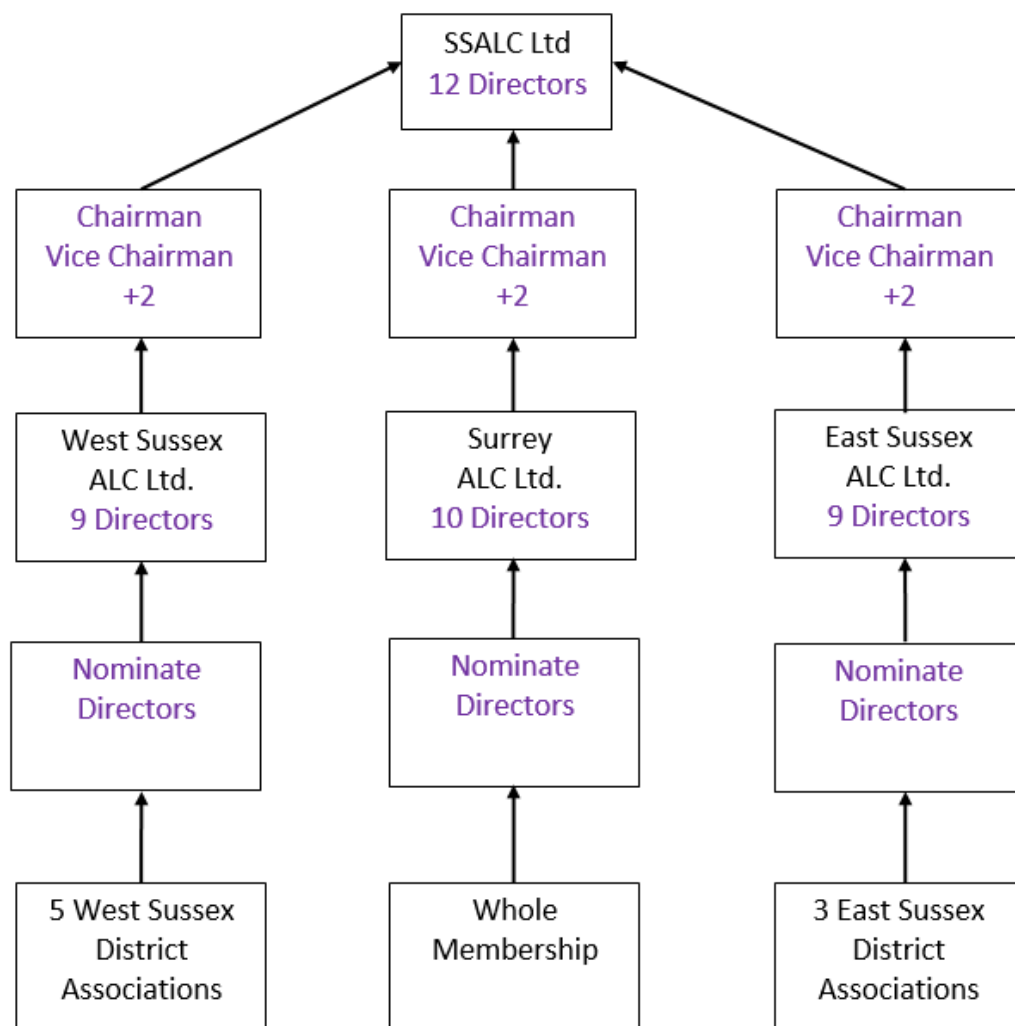 SSALC Ltd
12 Directors
Chairman
Vice Chairman
+2
Chairman
Vice Chairman
+2
Chairman
Vice Chairman
+2
West Sussex
ALC Ltd.
9 Directors
Surrey
ALC Ltd.
10 Directors
East Sussex
ALC Ltd.
9 Directors
Nominate
Directors
Nominate
Directors
Nominate
Directors
5 West Sussex
District
Associations
Whole
Membership
3 East Sussex
District
Associations